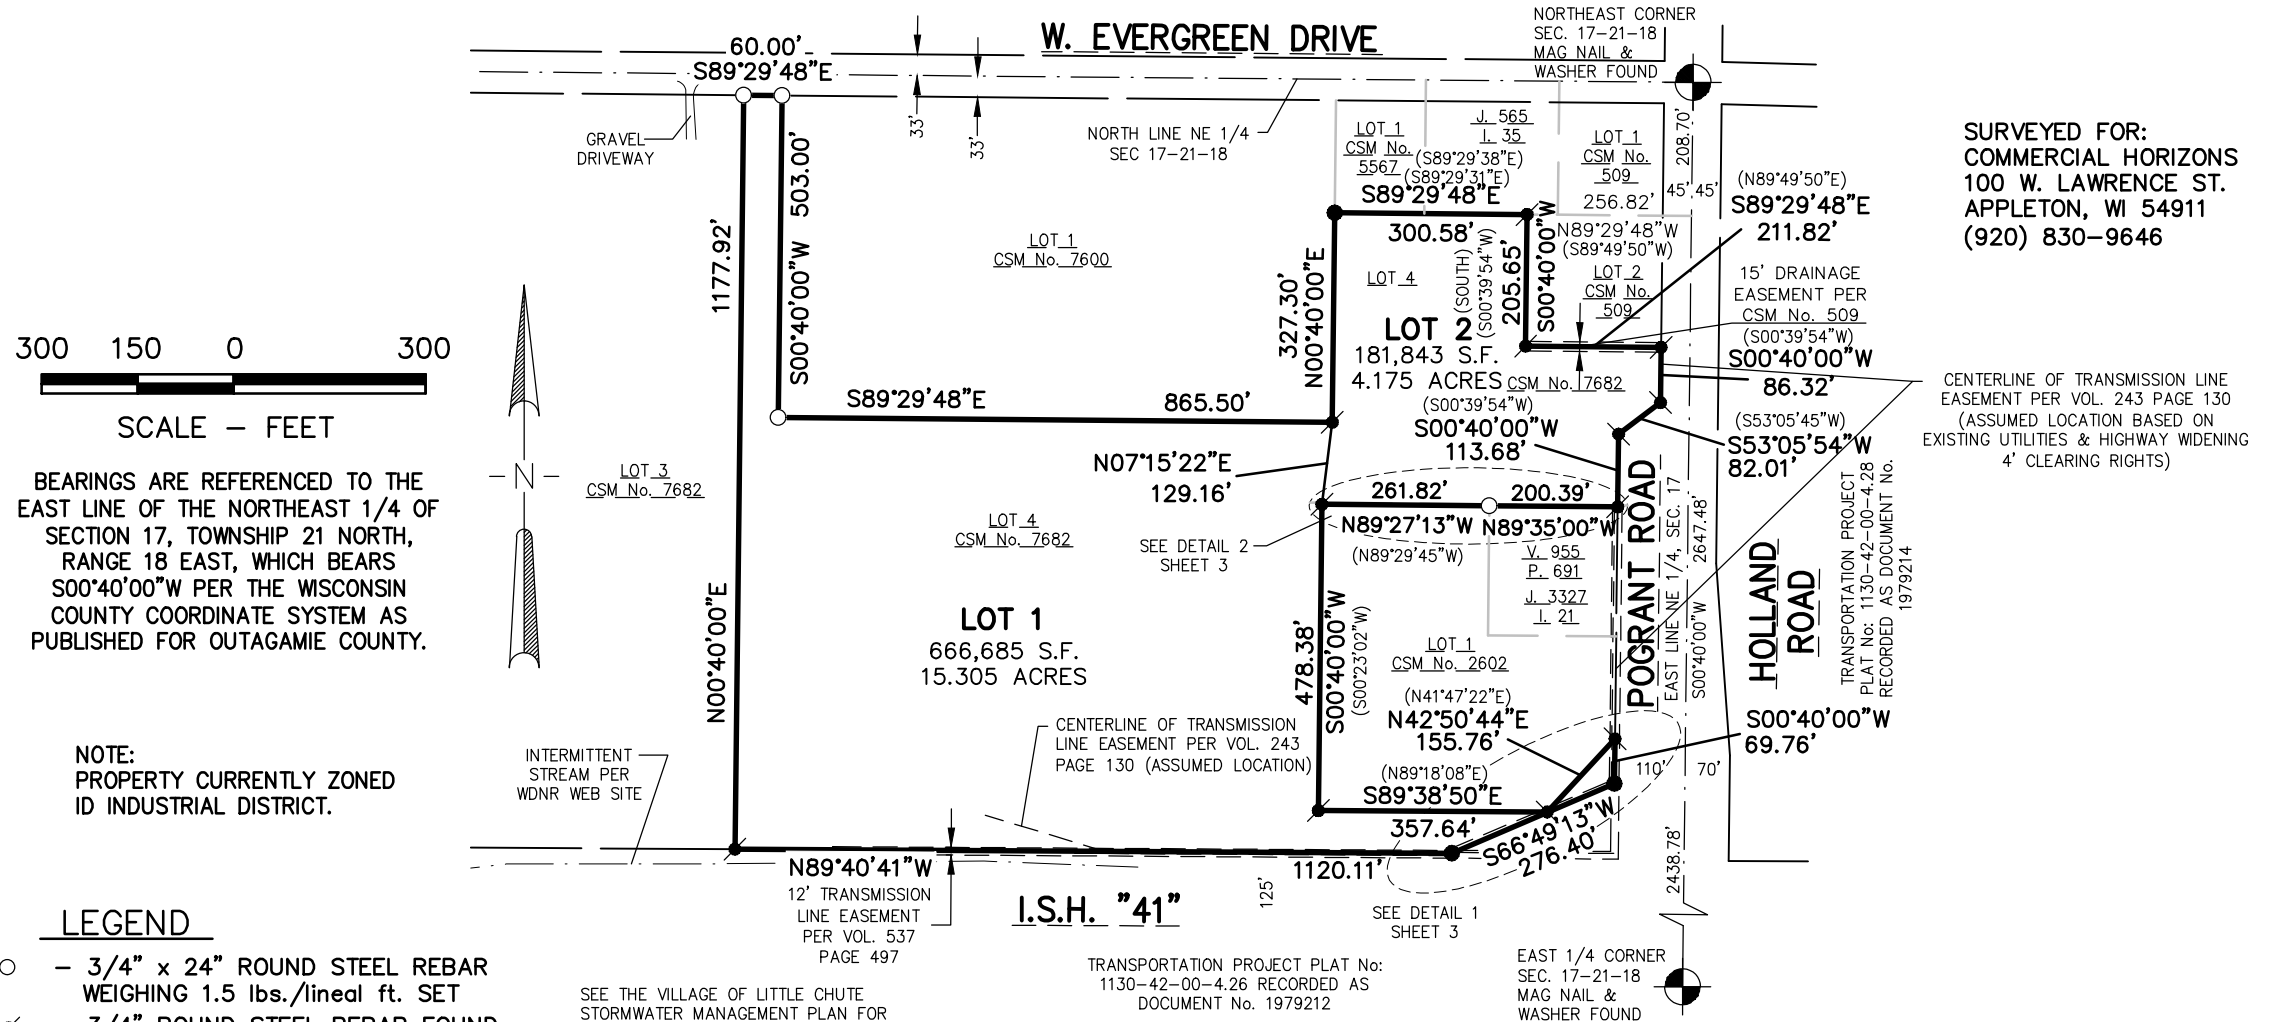 W. EVERGREEN DRIVE
60.00'
S89°29'48"E
33'
33'
GRAVEL
DRIVEWAY
NORTH LINE NE 1/4
SEC 17-21-18
NORTHEAST CORNER
SEC. 17-21-18
MAG NAIL &
WASHER FOUND
208.70'
45' 45'
SURVEYED FOR:
COMMERCIAL HORIZONS
100 W. LAWRENCE ST.
APPLETON, WI 54911
(920) 830-9646
1177.92'
N00°40'00"E
503.00'
S00°40'00"W
LOT 1
CSM No. 7600
LOT 1
CSM No.
5567
J. 565
I. 35
(S89°29'38"E)
(S89°29'31"E)
S89°29'48"E
300.58'
LOT 1
CSM No.
509
256.82'
N89°29'48"W
(S89°49'50"W)
LOT 2
CSM No.
509
(N89°49'50"E)
S89°29'48"E
211.82'
15' DRAINAGE
EASEMENT PER
CSM No. 509
(S00°39'54"W)
S00°40'00"W
86.32'
(S53°05'45"W)
S53°05'54"W
82.01'
CENTERLINE OF TRANSMISSION LINE
EASEMENT PER VOL. 243 PAGE 130
(ASSUMED LOCATION BASED ON
EXISTING UTILITIES & HIGHWAY WIDENING
4' CLEARING RIGHTS)
327.30'
N00°40'00"E
LOT 4
(SOUTH)
(S00°39'54"W)
205.65'
S00°40'00"W
LOT 2
181,843 S.F.
4.175 ACRES
CSM No. 7682
(S00°39'54"W)
S00°40'00"W
113.68'
300 150 0 300
SCALE - FEET
S89°29'48"E 865.50'
N07°15'22"E
129.16'
BEARINGS ARE REFERENCED TO THE
EAST LINE OF THE NORTHEAST 1/4 OF
SECTION 17, TOWNSHIP 21 NORTH,
RANGE 18 EAST, WHICH BEARS
S00°40'00"W PER THE WISCONSIN
COUNTY COORDINATE SYSTEM AS
PUBLISHED FOR OUTAGAMIE COUNTY.
N
LOT 3
CSM No. 7682
LOT 4
CSM No. 7682
261.82' 200.39'
N89°27'13"W N89°35'00"W
(N89°29'45"W)
SEE DETAIL 2
SHEET 3
V. 955
P. 691
J. 3327
I. 21
LOT 1
CSM No. 2602
478.38'
S00°40'00"W
(S00°23'02"W)
LOT 1
666,685 S.F.
15.305 ACRES
POGRANT ROAD
EAST LINE NE 1/4, SEC. 17
S00°40'00"W 2647.48'
HOLLAND
ROAD
TRANSPORTATION PROJECT
PLAT No: 1130-42-00-4.28
RECORDED AS DOCUMENT No.
1979214
(N41°47'22"E)
N42°50'44"E
155.76'
S00°40'00"W
69.76'
110' 70'
(N89°18'08"E)
S89°38'50"E
357.64'
S66°49'13"W
276.40'
NOTE:
PROPERTY CURRENTLY ZONED
ID INDUSTRIAL DISTRICT.
INTERMITTENT
STREAM PER
WDNR WEB SITE
CENTERLINE OF TRANSMISSION
LINE EASEMENT PER VOL. 243
PAGE 130 (ASSUMED LOCATION)
N89°40'41"W
1120.11'
12' TRANSMISSION
LINE EASEMENT
PER VOL. 537
PAGE 497
125'
I.S.H. "41"
SEE DETAIL 1
SHEET 3
2438.78'
TRANSPORTATION PROJECT PLAT No:
1130-42-00-4.26 RECORDED AS
DOCUMENT No. 1979212
EAST 1/4 CORNER
SEC. 17-21-18
MAG NAIL &
WASHER FOUND
LEGEND
- 3/4" x 24" ROUND STEEL REBAR
WEIGHING 1.5 lbs./lineal ft. SET
- 3/4" ROUND STEEL REBAR FOUND
SEE THE VILLAGE OF LITTLE CHUTE
STORMWATER MANAGEMENT PLAN FOR